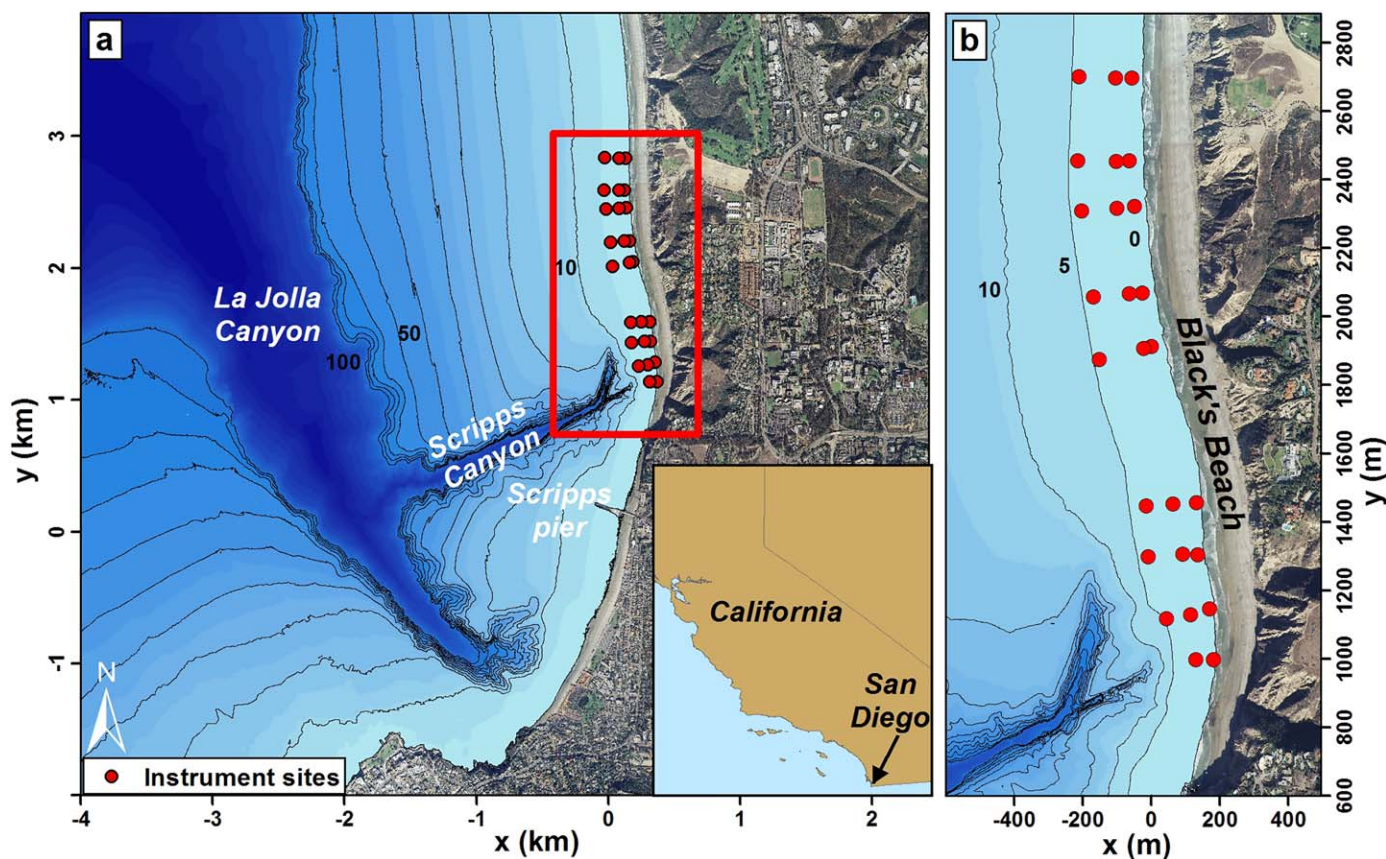 a
3
2
1
0
-1
y (km)
La Jolla
Canyon
100
50
10
Scripps
Canyon
Scripps
pier
N
Instrument sites
California
San
Diego
-4
-3
-2
-1
0
1
2
x (km)
b
10
5
0
Black's Beach
2800
2600
2400
2200
2000
1800
1600
1400
1200
1000
800
600
y (m)
-400
-200
0
200
400
x (m)